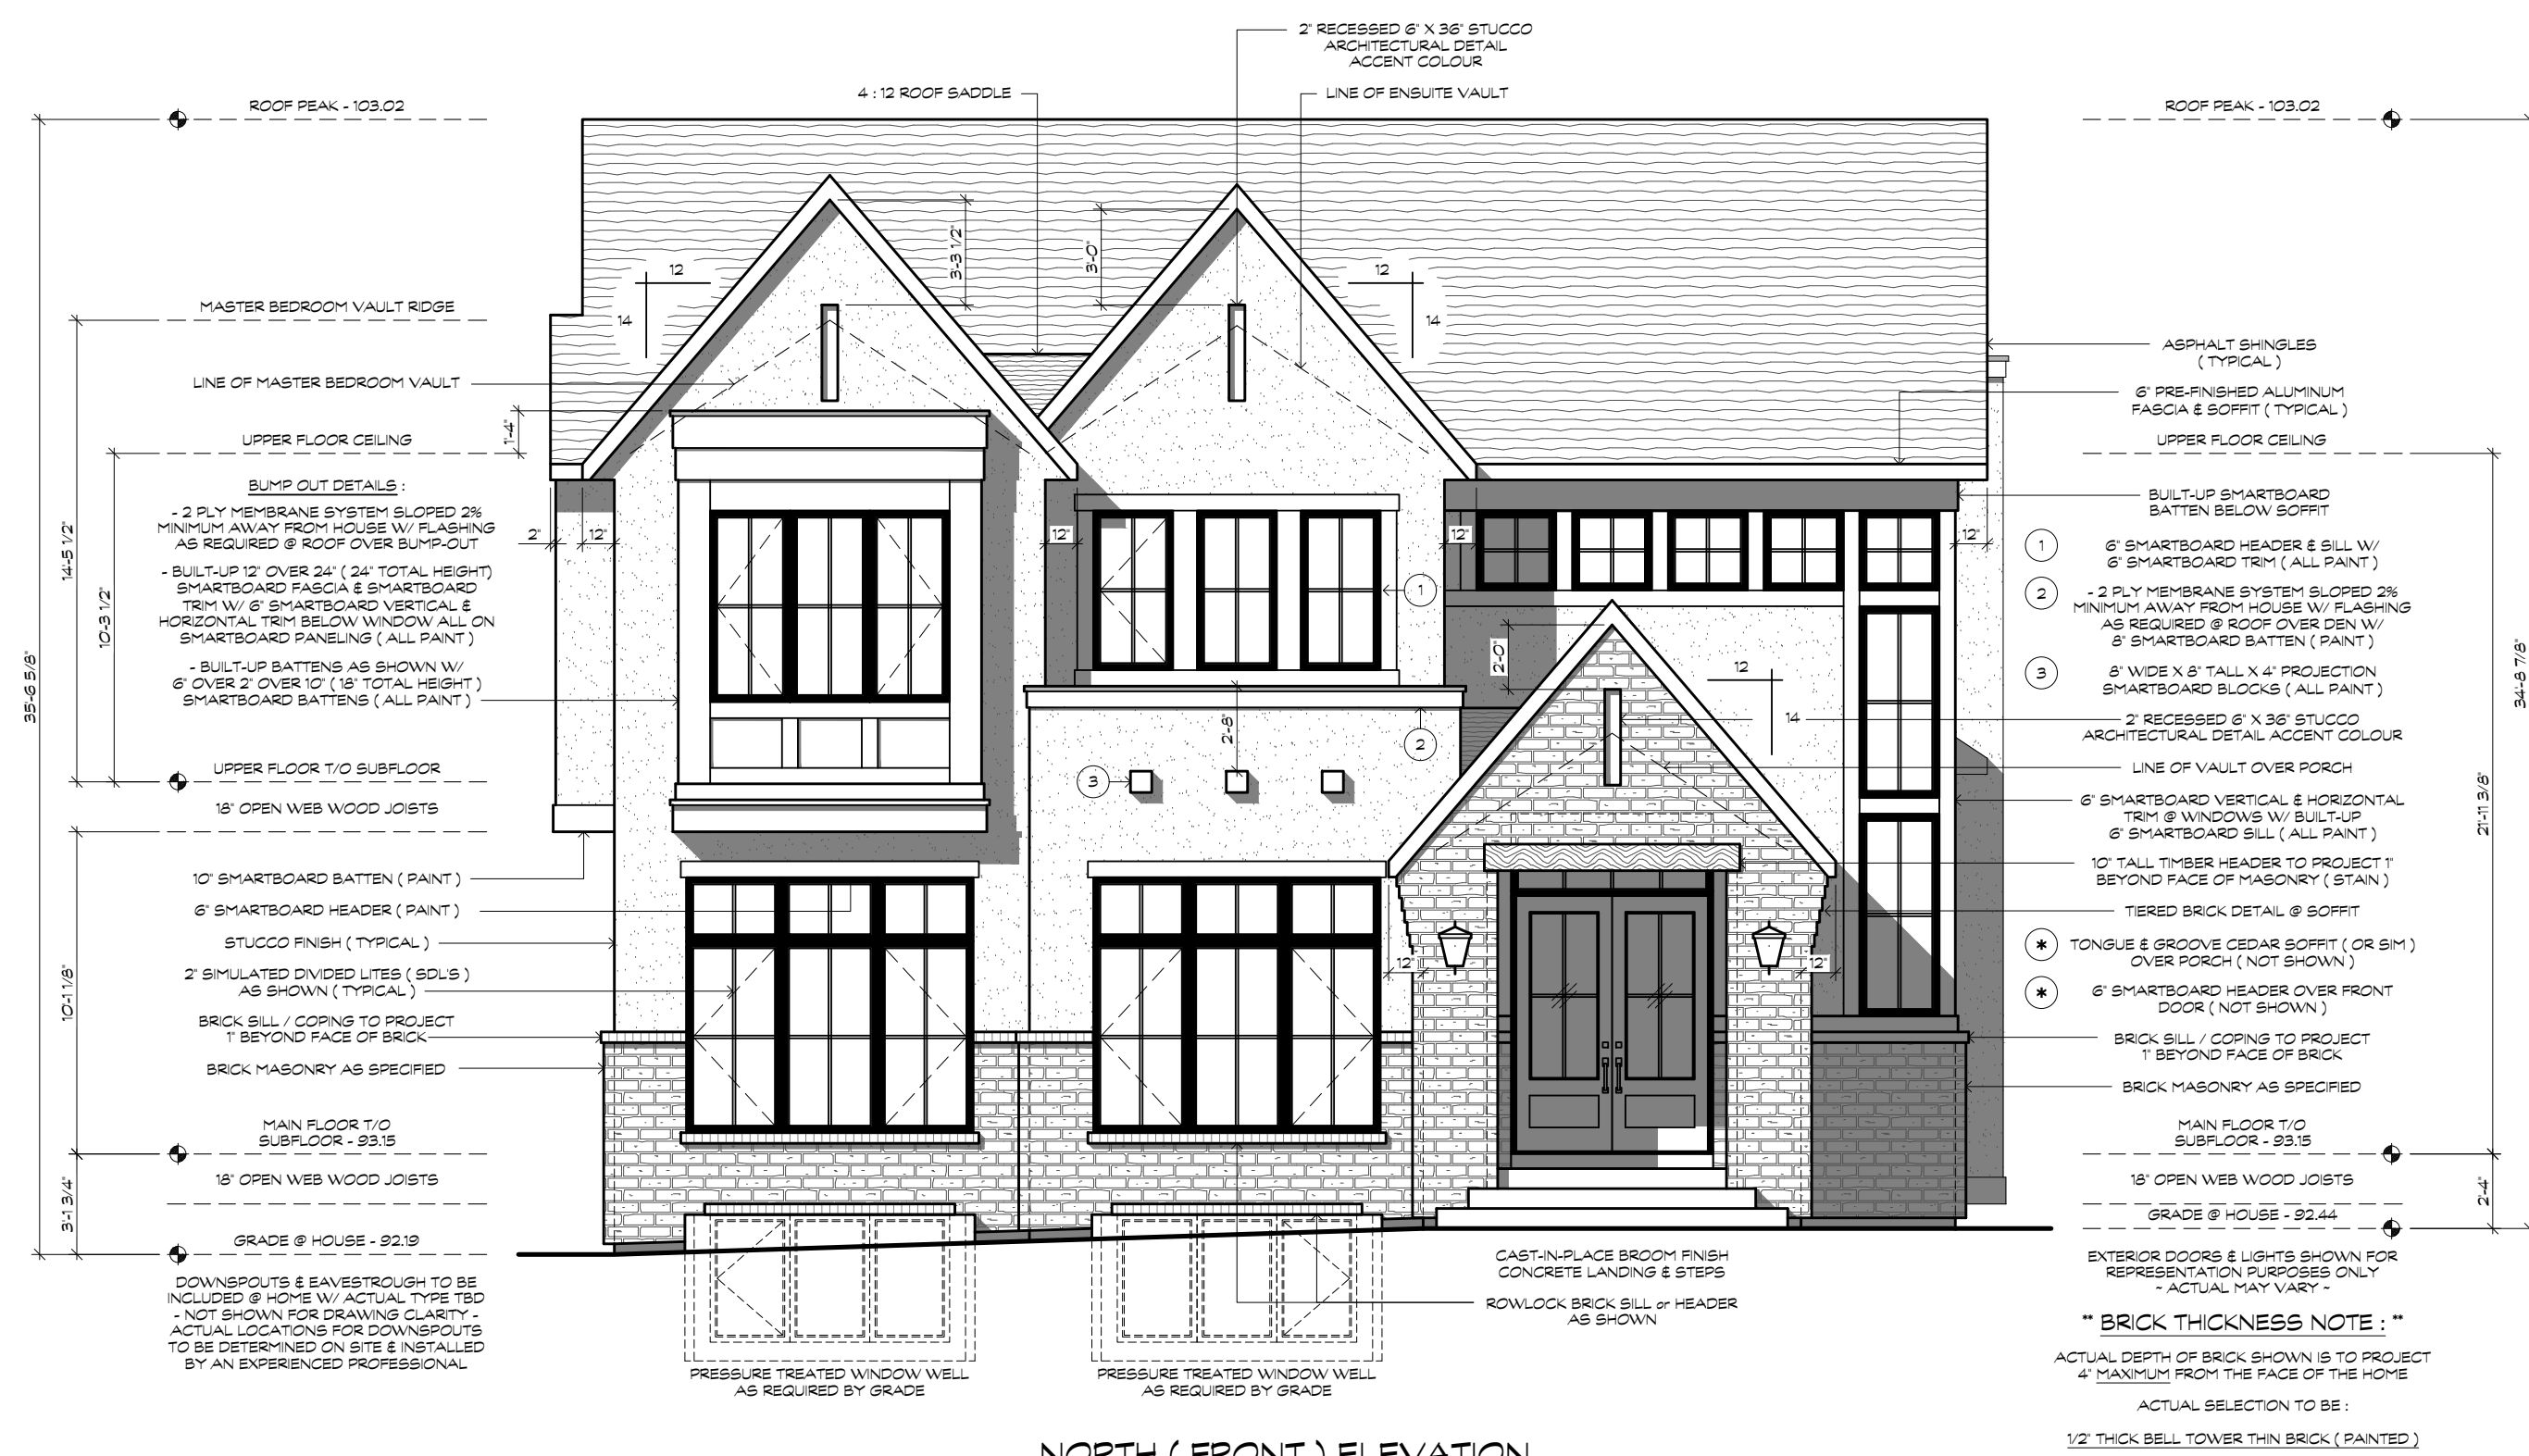 2" RECESSED 6" X 36" STUCCO
ARCHITECTURAL DETAIL
ACCENT COLOUR
4 : 12 ROOF SADDLE
LINE OF ENSUITE VAULT
ROOF PEAK - 103.02
MASTER BEDROOM VAULT RIDGE
LINE OF MASTER BEDROOM VAULT
UPPER FLOOR CEILING
BUMP OUT DETAILS :
- 2 PLY MEMBRANE SYSTEM SLOPED 2%
MINIMUM AWAY FROM HOUSE W/ FLASHING
AS REQUIRED @ ROOF OVER BUMP-OUT
- BUILT-UP 12" OVER 24" ( 24" TOTAL HEIGHT)
SMARTBOARD FASCIA & SMARTBOARD
TRIM W/ 6" SMARTBOARD VERTICAL &
HORIZONTAL TRIM BELOW WINDOW ALL ON
SMARTBOARD PANELING ( ALL PAINT )
- BUILT-UP BATTENS AS SHOWN W/
6" OVER 2" OVER 10" ( 18" TOTAL HEIGHT )
SMARTBOARD BATTENS ( ALL PAINT )
UPPER FLOOR T/O SUBFLOOR
18" OPEN WEB WOOD JOISTS
10" SMARTBOARD BATTEN ( PAINT )
6" SMARTBOARD HEADER ( PAINT )
STUCCO FINISH ( TYPICAL )
2" SIMULATED DIVIDED LITES ( SDL'S )
AS SHOWN ( TYPICAL )
BRICK SILL / COPING TO PROJECT
1" BEYOND FACE OF BRICK
BRICK MASONRY AS SPECIFIED
MAIN FLOOR T/O
SUBFLOOR - 93.15
18" OPEN WEB WOOD JOISTS
GRADE @ HOUSE - 92.19
DOWNSPOUTS & EAVESTROUGH TO BE
INCLUDED @ HOME W/ ACTUAL TYPE TBD
- NOT SHOWN FOR DRAWING CLARITY -
ACTUAL LOCATIONS FOR DOWNSPOUTS
TO BE DETERMINED ON SITE & INSTALLED
BY AN EXPERIENCED PROFESSIONAL
35'-6 5/8"
14'-5 1/2"
10'-3 1/2"
1'-4"
10'-1 1/8"
3'-1 3/4"
12
14
3'-3 1/2"
3'-0"
12
14
2"
12"
12"
12"
12"
1
2'-8"
2
3
2'-0"
12
14
12"
12"
PRESSURE TREATED WINDOW WELL
AS REQUIRED BY GRADE
PRESSURE TREATED WINDOW WELL
AS REQUIRED BY GRADE
CAST-IN-PLACE BROOM FINISH
CONCRETE LANDING & STEPS
ROWLOCK BRICK SILL or HEADER
AS SHOWN
ROOF PEAK - 103.02
ASPHALT SHINGLES
( TYPICAL )
6" PRE-FINISHED ALUMINUM
FASCIA & SOFFIT ( TYPICAL )
UPPER FLOOR CEILING
BUILT-UP SMARTBOARD
BATTEN BELOW SOFFIT
1
6" SMARTBOARD HEADER & SILL W/
6" SMARTBOARD TRIM ( ALL PAINT )
2
- 2 PLY MEMBRANE SYSTEM SLOPED 2%
MINIMUM AWAY FROM HOUSE W/ FLASHING
AS REQUIRED @ ROOF OVER DEN W/
8" SMARTBOARD BATTEN ( PAINT )
3
8" WIDE X 8" TALL X 4" PROJECTION
SMARTBOARD BLOCKS ( ALL PAINT )
2" RECESSED 6" X 36" STUCCO
ARCHITECTURAL DETAIL ACCENT COLOUR
LINE OF VAULT OVER PORCH
6" SMARTBOARD VERTICAL & HORIZONTAL
TRIM @ WINDOWS W/ BUILT-UP
6" SMARTBOARD SILL ( ALL PAINT )
10" TALL TIMBER HEADER TO PROJECT 1"
BEYOND FACE OF MASONRY ( STAIN )
TIERED BRICK DETAIL @ SOFFIT
* TONGUE & GROOVE CEDAR SOFFIT ( OR SIM )
OVER PORCH ( NOT SHOWN )
* 6" SMARTBOARD HEADER OVER FRONT
DOOR ( NOT SHOWN )
BRICK SILL / COPING TO PROJECT
1" BEYOND FACE OF BRICK
BRICK MASONRY AS SPECIFIED
MAIN FLOOR T/O
SUBFLOOR - 93.15
18" OPEN WEB WOOD JOISTS
GRADE @ HOUSE - 92.44
34'-8 7/8"
21'-11 3/8"
2'-4"
EXTERIOR DOORS & LIGHTS SHOWN FOR
REPRESENTATION PURPOSES ONLY
~ ACTUAL MAY VARY ~
** BRICK THICKNESS NOTE : **
ACTUAL DEPTH OF BRICK SHOWN IS TO PROJECT
4" MAXIMUM FROM THE FACE OF THE HOME
ACTUAL SELECTION TO BE :
1/2" THICK BELL TOWER THIN BRICK ( PAINTED )
NORTH ( FRONT ) ELEVATION